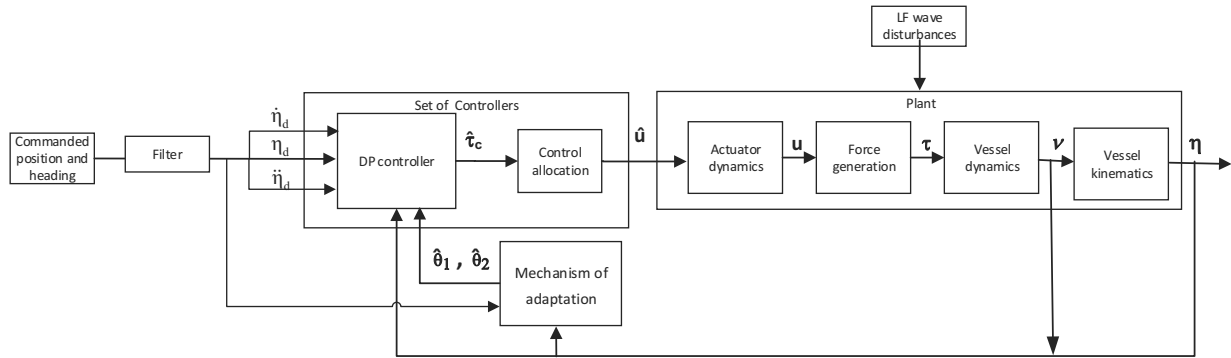 LF wave
disturbances
Set of Controllers
Plant
η̇d
ηd
η̈d
Commanded
position and
heading
Filter
DP controller
τ̂c
Control
allocation
û
Actuator
dynamics
u
Force
generation
τ
Vessel
dynamics
ν
Vessel
kinematics
η
θ̂1 , θ̂2
Mechanism of
adaptation